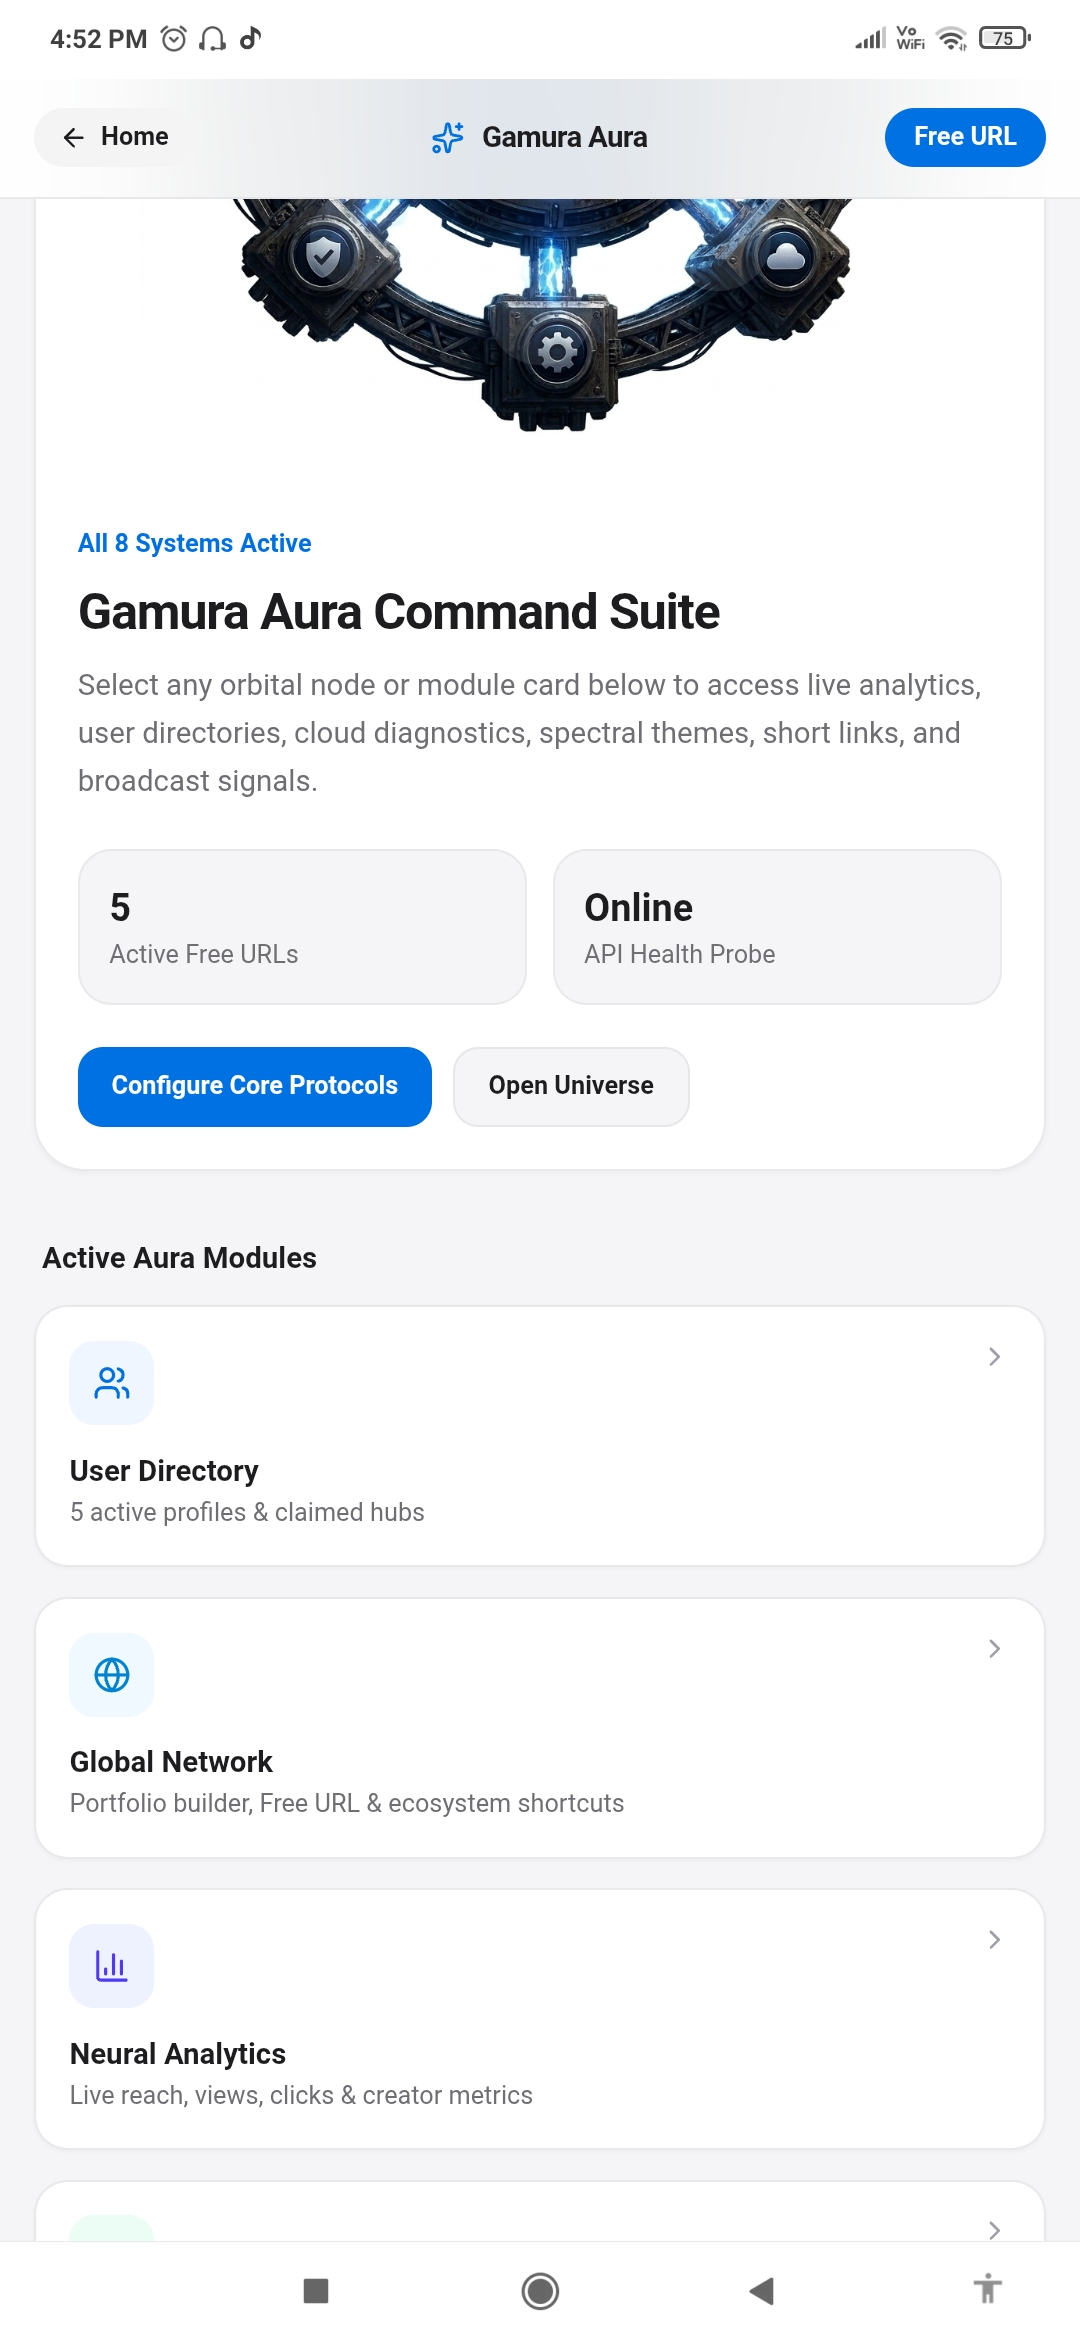 4:52 PM
Vo
WiFi
75
Home
Gamura Aura
Free URL
All 8 Systems Active
Gamura Aura Command Suite
Select any orbital node or module card below to access live analytics,
user directories, cloud diagnostics, spectral themes, short links, and
broadcast signals.
5
Active Free URLs
Online
API Health Probe
Configure Core Protocols
Open Universe
Active Aura Modules
User Directory
5 active profiles & claimed hubs
Global Network
Portfolio builder, Free URL & ecosystem shortcuts
Neural Analytics
Live reach, views, clicks & creator metrics